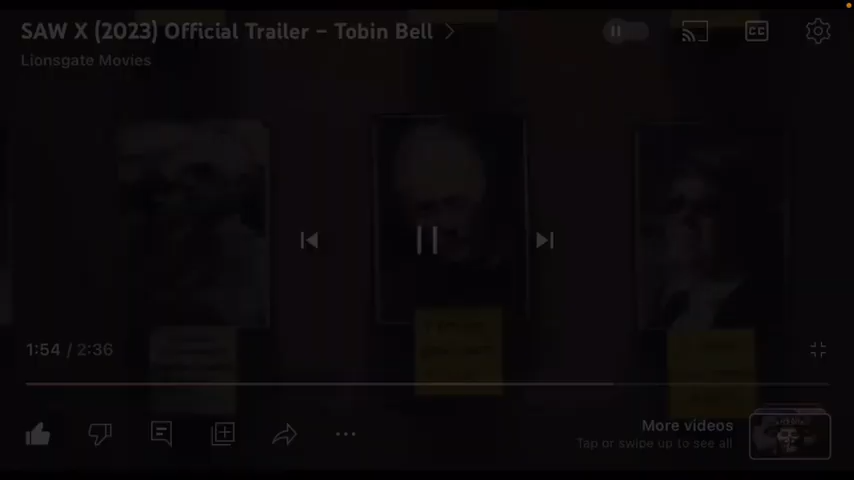 SAW X (2023) Official Trailer – Tobin Bell
Lionsgate Movies
CC
1:54 / 2:36
More videos
Tap or swipe up to see all